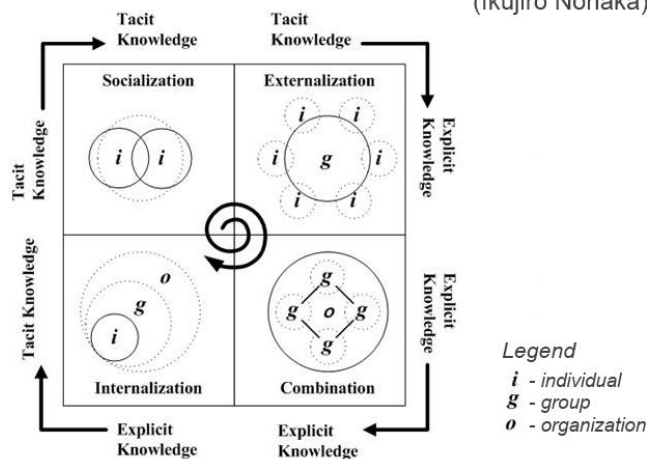 (Ikujiro Nonaka)
Tacit
Knowledge
Tacit
Knowledge
Socialization
Externalization
i
i
i
i
i
g
i
i
i
Tacit
Knowledge
Explicit
Knowledge
o
g
i
g
g
o
g
g
Tacit Knowledge
Explicit
Knowledge
Internalization
Combination
Explicit
Knowledge
Explicit
Knowledge
Legend
i - individual
g - group
o - organization